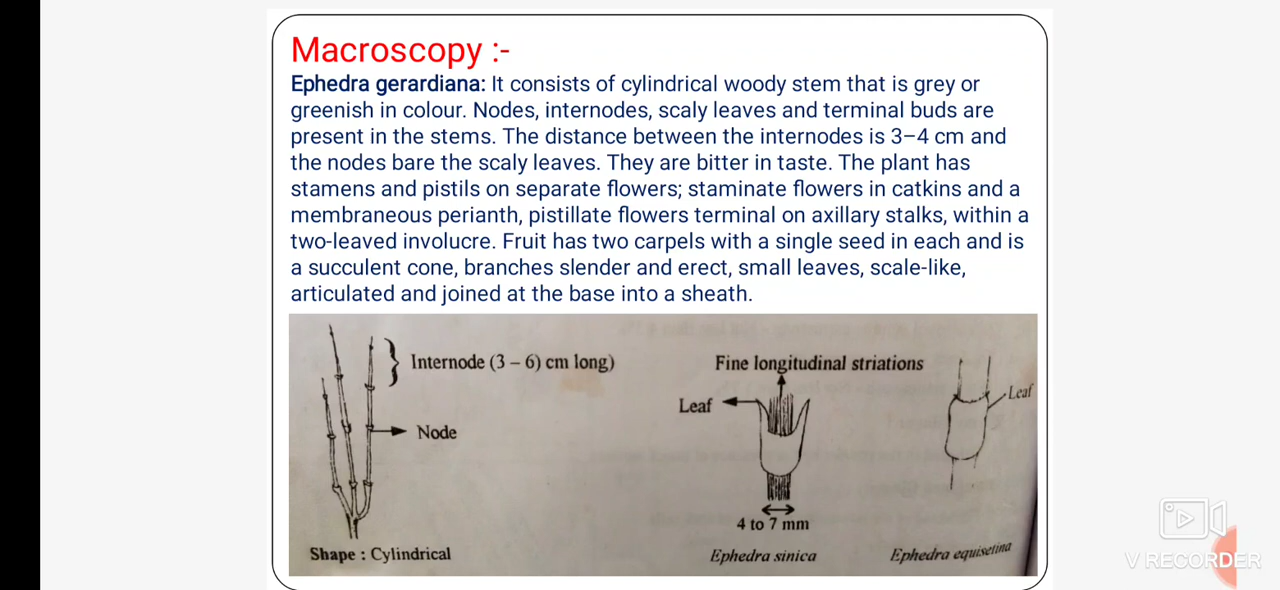 Macroscopy :-
Ephedra gerardiana: It consists of cylindrical woody stem that is grey or
greenish in colour. Nodes, internodes, scaly leaves and terminal buds are
present in the stems. The distance between the internodes is 3–4 cm and
the nodes bare the scaly leaves. They are bitter in taste. The plant has
stamens and pistils on separate flowers; staminate flowers in catkins and a
membraneous perianth, pistillate flowers terminal on axillary stalks, within a
two-leaved involucre. Fruit has two carpels with a single seed in each and is
a succulent cone, branches slender and erect, small leaves, scale-like,
articulated and joined at the base into a sheath.
Internode (3 – 6) cm long)
Node
Shape : Cylindrical
Fine longitudinal striations
Leaf
4 to 7 mm
Ephedra sinica
Leaf
Ephedra equisetina
V RECORDER